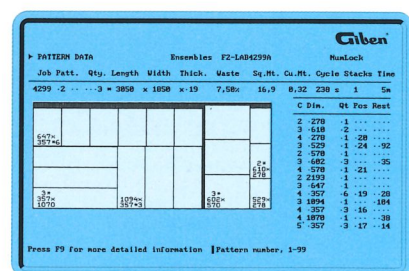 Giben
▶ PATTERN DATA Ensembles F2-LAB4299A NumLock
Job Patt. Qty. Length Width Thick. Waste Sq.Mt. Cu.Mt. Cycle Stacks Time
4299 -2 -- ---3 = 3050 x 1850 x-19 7,50% 16,9 0,32 238 s 1 5m
C Dim. Qt Pos Rest
2 -278 -1 --- ----
3 -610 -2 --- ----
4 -278 -1 -20 ----
3 -529 -1 -24 --92
2 -570 -1 --- ----
3 -602 -3 --- --35
4 -570 -1 -21 ----
2 2193 -1 --- ----
3 -647 -1 --- ----
4 -357 -6 -19 --28
3 1094 -1 --- -104
4 -357 -3 -16 ----
4 1070 -1 --- --38
5 -357 -3 -17 --14
647×
357*6
2*
610×
278
3*
357×
1070
1094×
357*3
3*
602×
570
529×
278
Press F9 for more detailed information Pattern number, 1-99